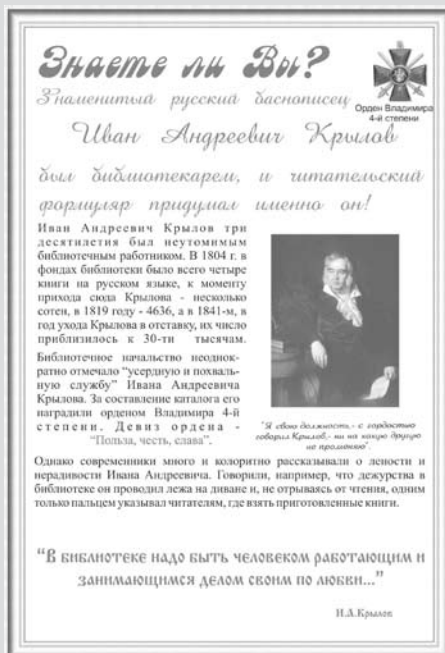 Знаете ли Вы?
Орден Владимира
4-й степени
Знаменитый русский баснописец
Иван Андреевич Крылов
был библиотекарем, и читательский
формуляр придумал именно он!
Иван Андреевич Крылов три
десятилетия был неутомимым
библиотечным работником. В 1804 г. в
фондах библиотеки было всего четыре
книги на русском языке, к моменту
прихода сюда Крылова - несколько
сотен, в 1819 году - 4636, а в 1841-м, в
год ухода Крылова в отставку, их число
приблизилось к 30-ти тысячам.
Библиотечное начальство неоднок-
ратно отмечало "усердную и похваль-
ную службу" Ивана Андреевича
Крылова. За составление каталога его
наградили орденом Владимира 4-й
степени. Девиз ордена -
"Польза, честь, слава".
"Я свою должность,- с гордостью
говорил Крылов,- ни на какую другую
не променяю".
Однако современники много и колоритно рассказывали о лености и
нерадивости Ивана Андреевича. Говорили, например, что дежурства в
библиотеке он проводил лежа на диване и, не отрываясь от чтения, одним
только пальцем указывал читателям, где взять приготовленные книги.
"В библиотеке надо быть человеком работающим и
занимающимся делом своим по любви..."
И.А.Крылов